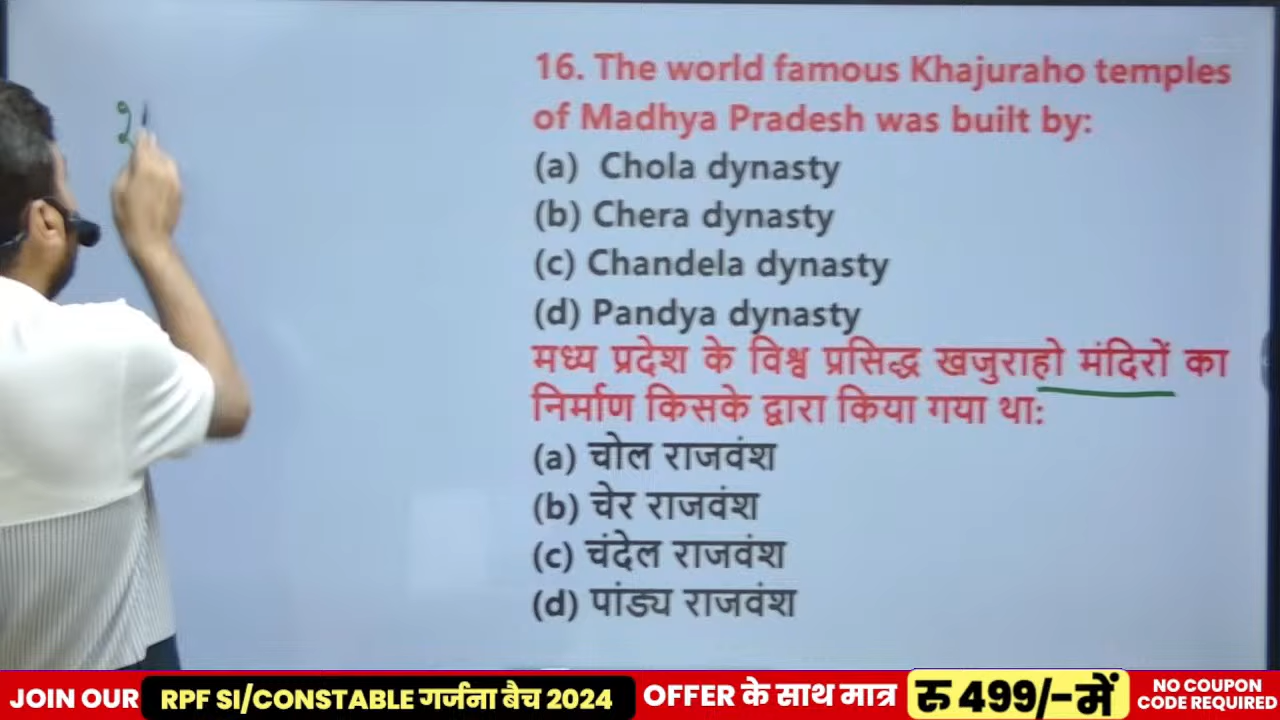 16. The world famous Khajuraho temples
of Madhya Pradesh was built by:
(a) Chola dynasty
(b) Chera dynasty
(c) Chandela dynasty
(d) Pandya dynasty
मध्य प्रदेश के विश्व प्रसिद्ध खजुराहो मंदिरों का
निर्माण किसके द्वारा किया गया था:
(a) चोल राजवंश
(b) चेर राजवंश
(c) चंदेल राजवंश
(d) पांड्य राजवंश
JOIN OUR RPF SI/CONSTABLE गर्जना बैच 2024 OFFER के साथ मात्र रु 499/-में NO COUPON CODE REQUIRED